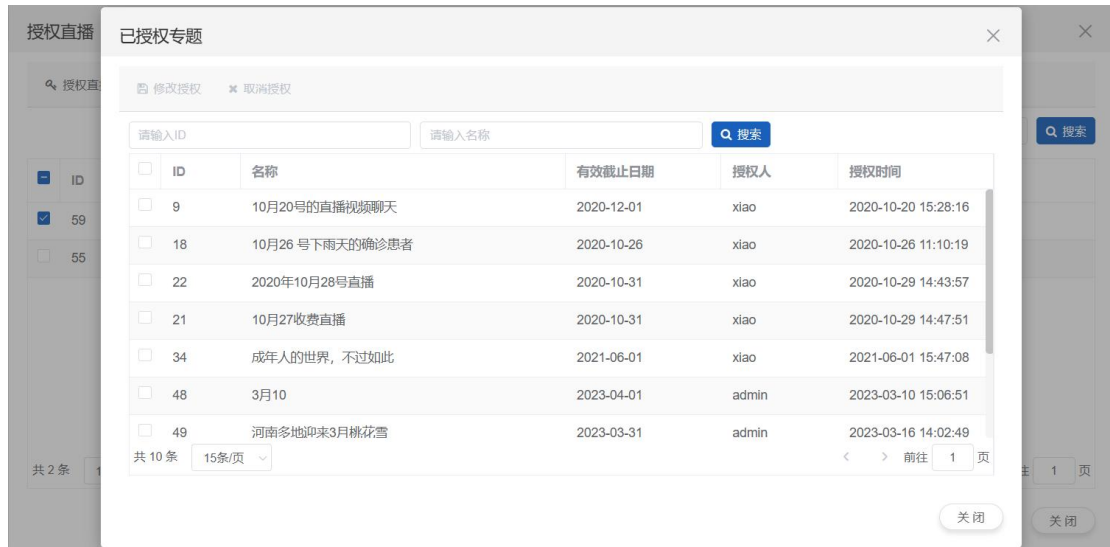 授权直播
已授权专题
授权直
修改授权 取消授权
请输入ID 请输入名称 搜索
搜索
ID 名称 有效截止日期 授权人 授权时间
ID
9 10月20号的直播视频聊天 2020-12-01 xiao 2020-10-20 15:28:16
59
18 10月26 号下雨天的确诊患者 2020-10-26 xiao 2020-10-26 11:10:19
55
22 2020年10月28号直播 2020-10-31 xiao 2020-10-29 14:43:57
21 10月27收费直播 2020-10-31 xiao 2020-10-29 14:47:51
34 成年人的世界，不过如此 2021-06-01 xiao 2021-06-01 15:47:08
48 3月10 2023-04-01 admin 2023-03-10 15:06:51
49 河南多地迎来3月桃花雪 2023-03-31 admin 2023-03-16 14:02:49
共 10 条 15条/页 前往 1 页
共 2 条 1 页
关闭
关闭